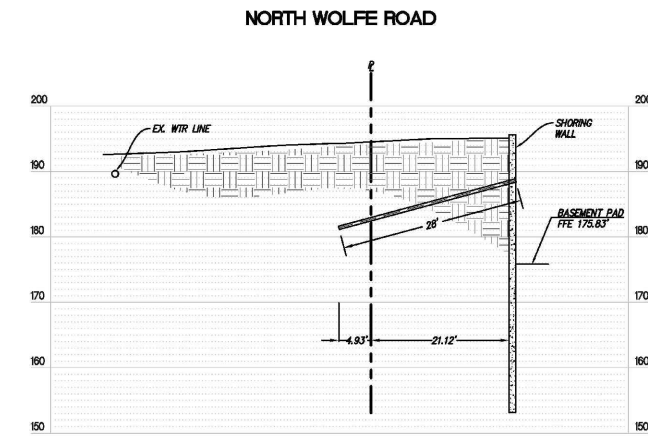 NORTH WOLFE ROAD
PL
200 200
EX. WTR LINE
SHORING
WALL
190 190
28'
BASEMENT PAD
FFE 175.83'
180 180
170 170
4.93' 21.12'
160 160
150 150